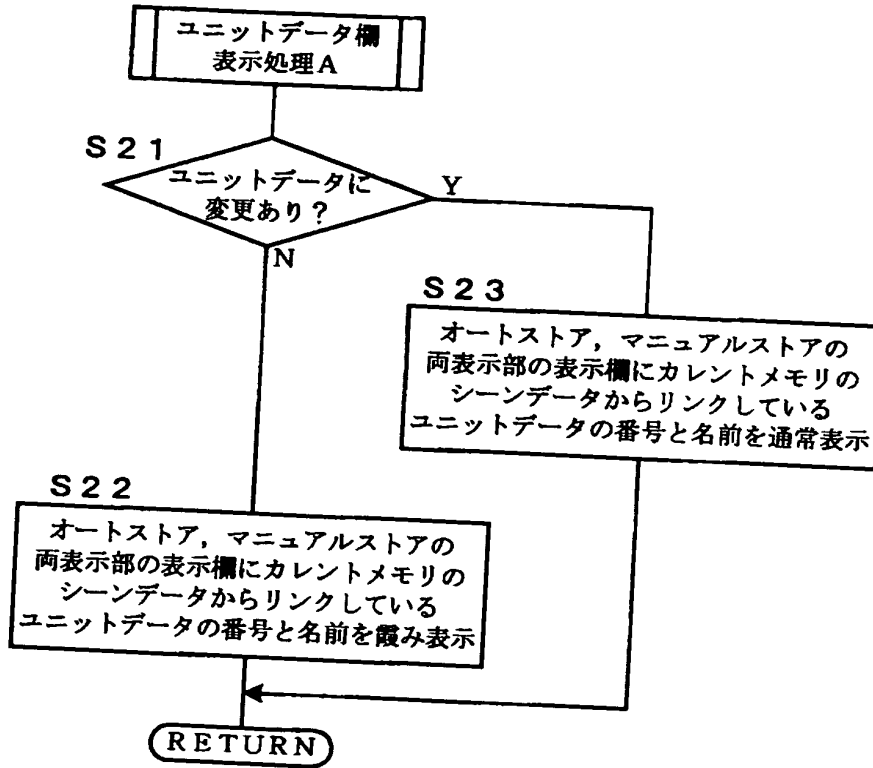 ユニットデータ欄
表示処理A
S21
ユニットデータに
変更あり?
Y
N
S23
オートストア,マニュアルストアの
両表示部の表示欄にカレントメモリの
シーンデータからリンクしている
ユニットデータの番号と名前を通常表示
S22
オートストア,マニュアルストアの
両表示部の表示欄にカレントメモリの
シーンデータからリンクしている
ユニットデータの番号と名前を霞み表示
RETURN